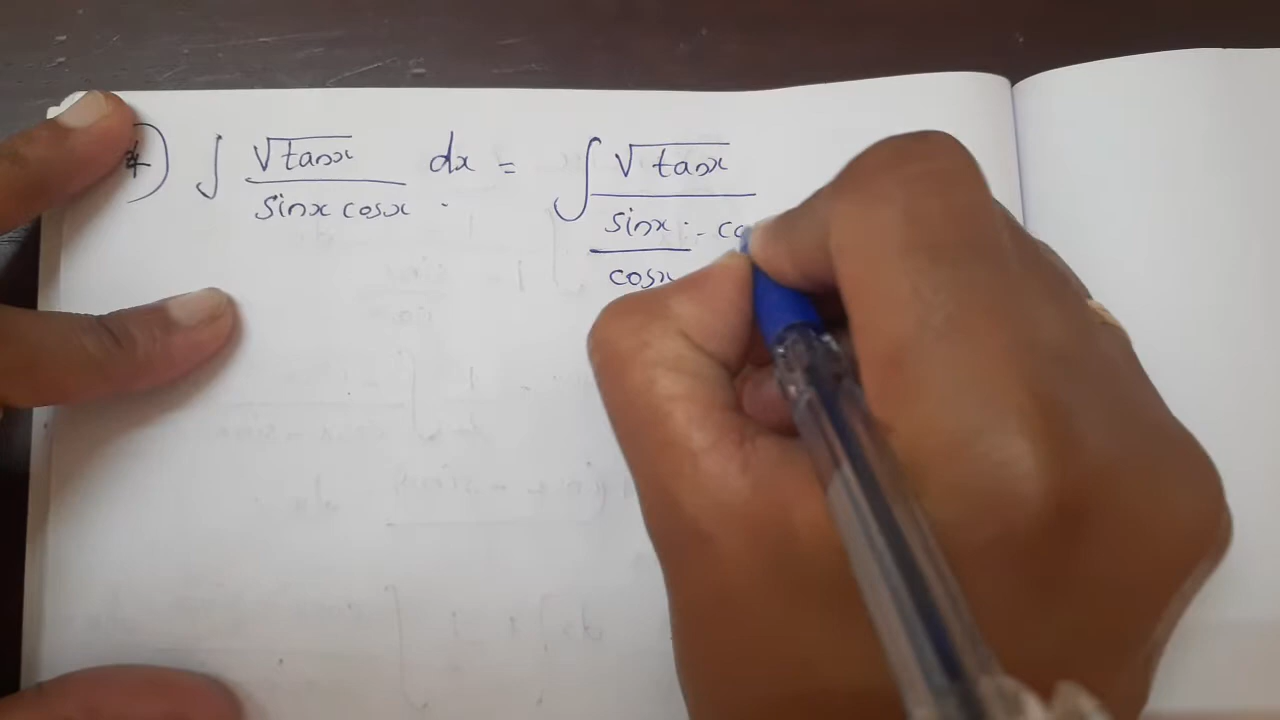 4) ∫ √tanx / sinx cosx dx = ∫ √tanx / sinx / cosx · co